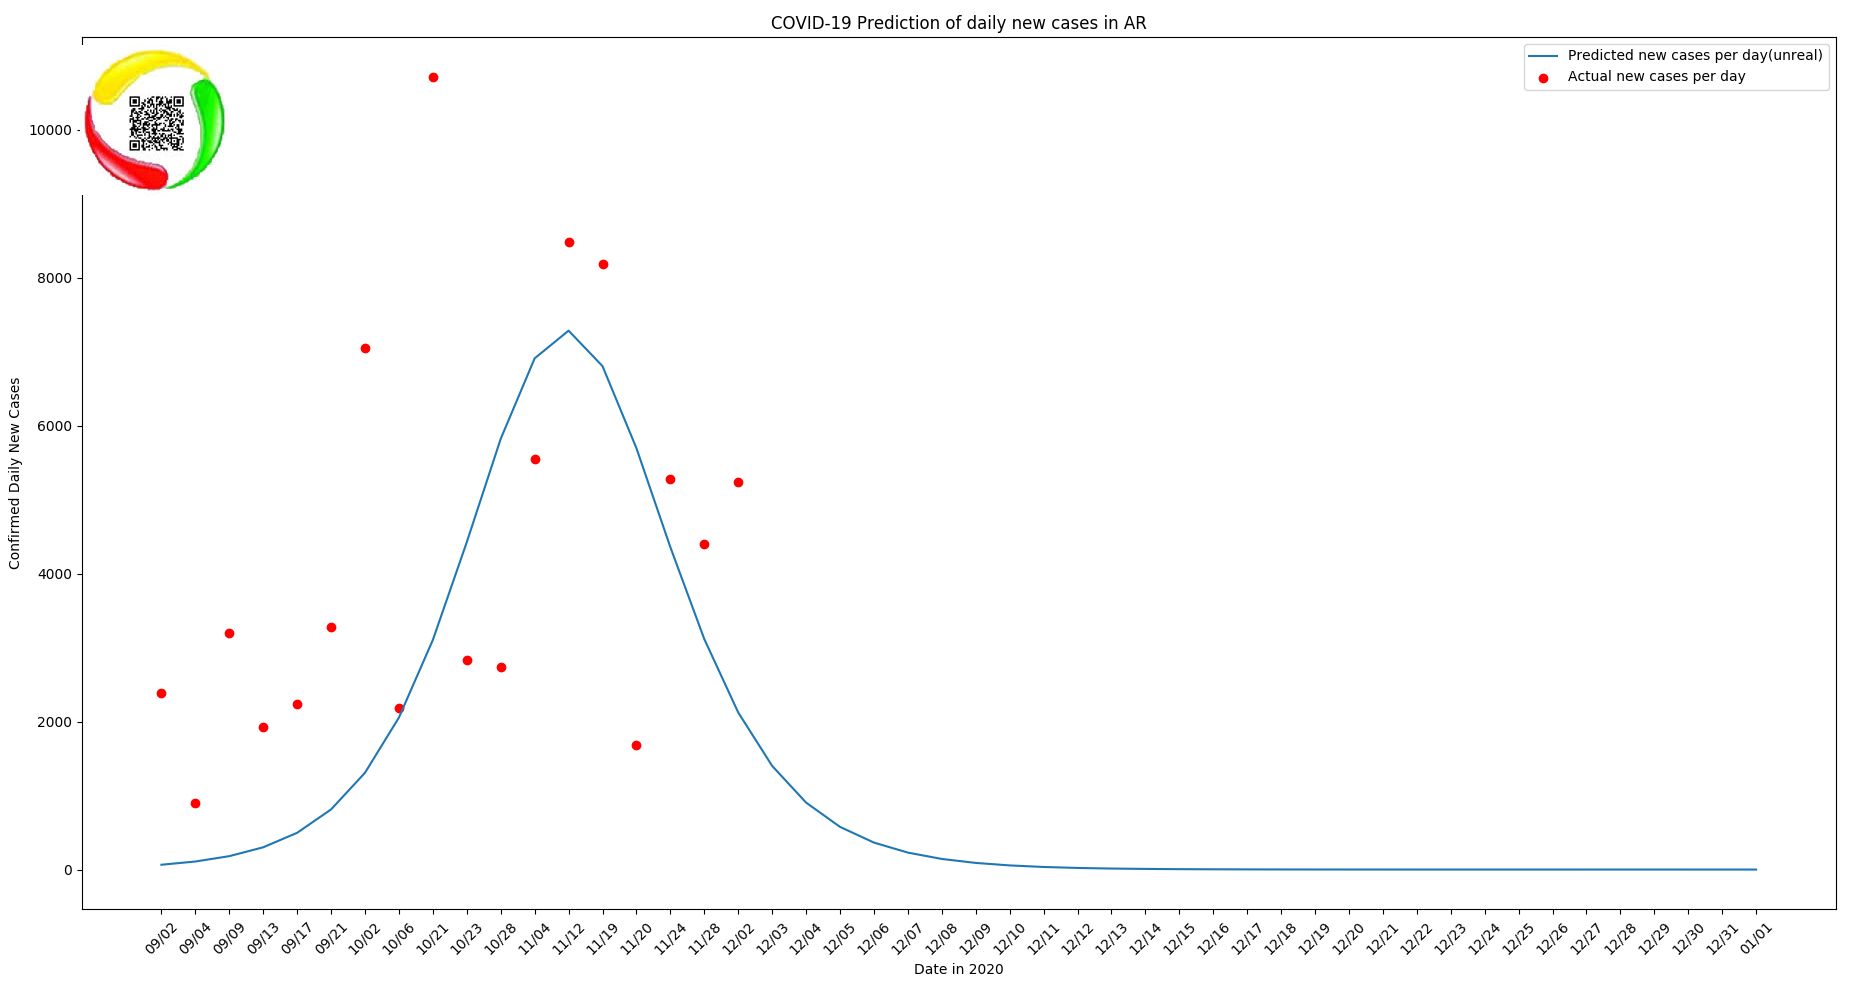 COVID-19 Prediction of daily new cases in AR
Predicted new cases per day(unreal)
Actual new cases per day
10000
8000
6000
4000
2000
0
Confirmed Daily New Cases
09/02 09/04 09/09 09/13 09/17 09/21 10/02 10/06 10/21 10/23 10/28 11/04 11/12 11/19 11/20 11/24 11/28 12/02 12/03 12/04 12/05 12/06 12/07 12/08 12/09 12/10 12/11 12/12 12/13 12/14 12/15 12/16 12/17 12/18 12/19 12/20 12/21 12/22 12/23 12/24 12/25 12/26 12/27 12/28 12/29 12/30 12/31 01/01
Date in 2020